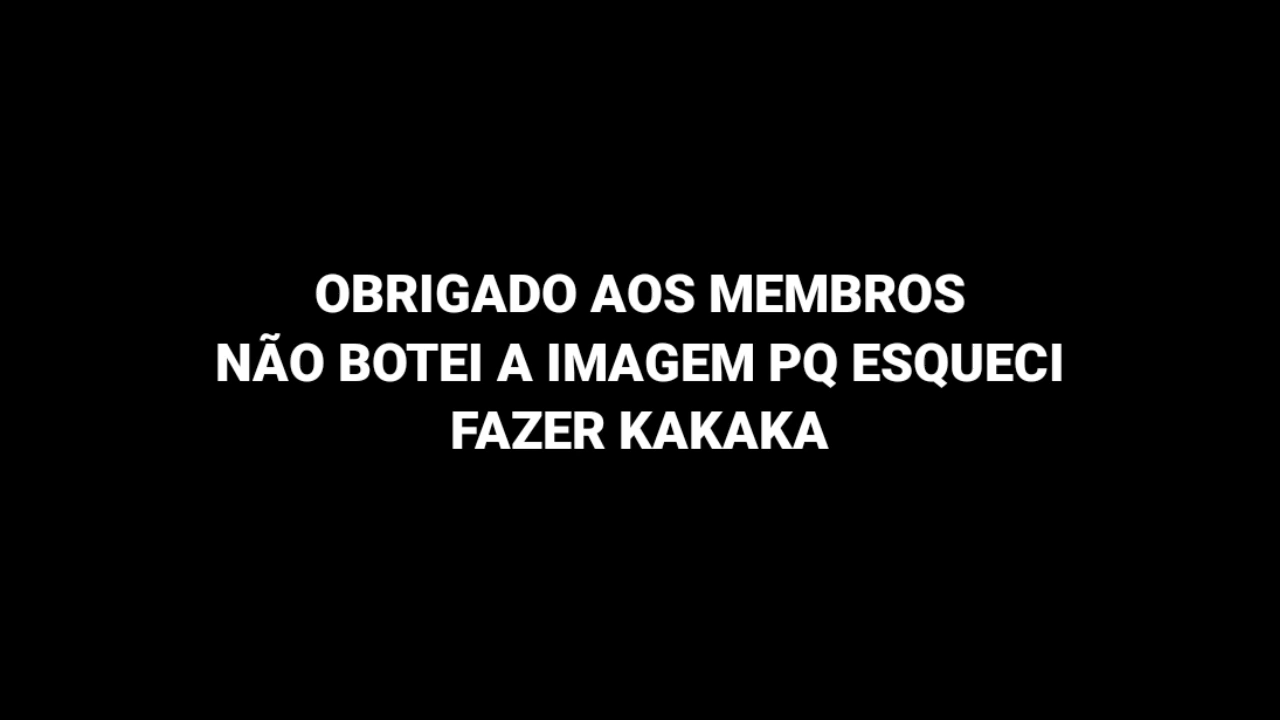 OBRIGADO AOS MEMBROS
NÃO BOTEI A IMAGEM PQ ESQUECI
FAZER KAKAKA